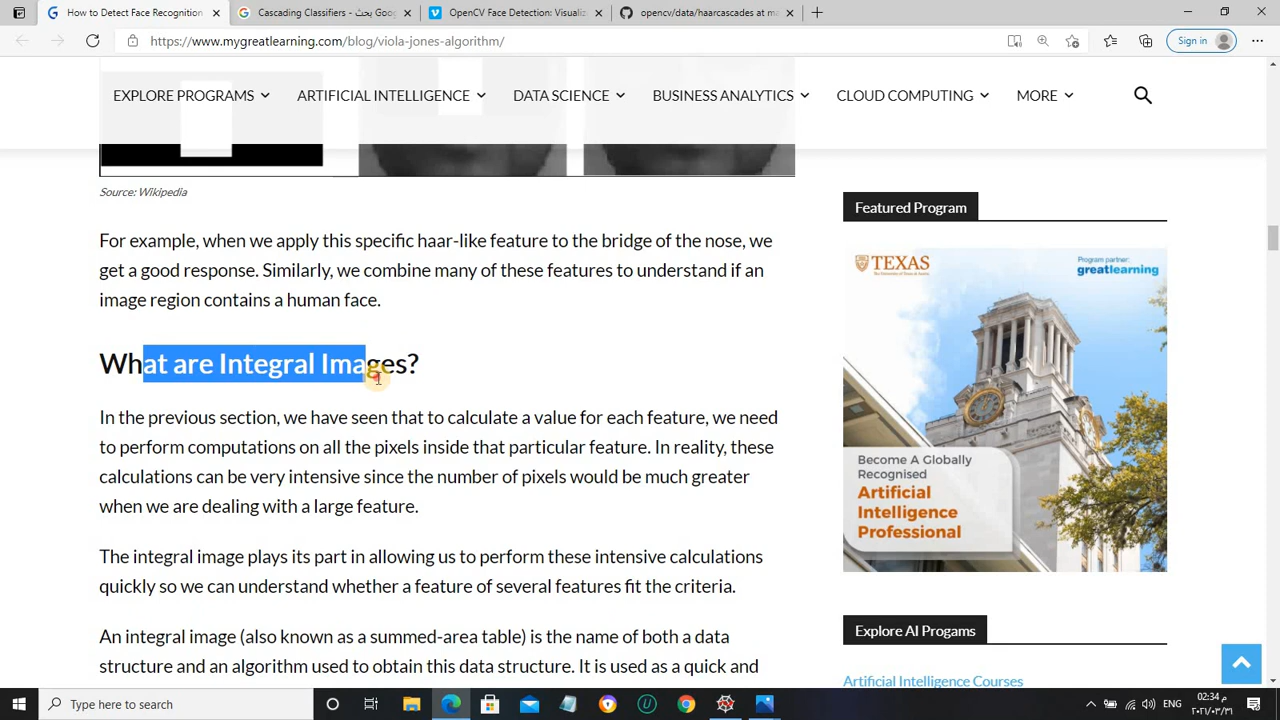 How to Detect Face Recognition
Cascading Classifiers - بحث Goog
OpenCV Face Detection: Visualiz
opencv/data/haarcascades at ma
https://www.mygreatlearning.com/blog/viola-jones-algorithm/
Sign in
EXPLORE PROGRAMS
ARTIFICIAL INTELLIGENCE
DATA SCIENCE
BUSINESS ANALYTICS
CLOUD COMPUTING
MORE
Source: Wikipedia
For example, when we apply this specific haar-like feature to the bridge of the nose, we
get a good response. Similarly, we combine many of these features to understand if an
image region contains a human face.
What are Integral Images?
In the previous section, we have seen that to calculate a value for each feature, we need
to perform computations on all the pixels inside that particular feature. In reality, these
calculations can be very intensive since the number of pixels would be much greater
when we are dealing with a large feature.
The integral image plays its part in allowing us to perform these intensive calculations
quickly so we can understand whether a feature of several features fit the criteria.
An integral image (also known as a summed-area table) is the name of both a data
structure and an algorithm used to obtain this data structure. It is used as a quick and
Featured Program
TEXAS
Program partner:
greatlearning
Become A Globally
Recognised
Artificial
Intelligence
Professional
Explore AI Progams
Artificial Intelligence Courses
Type here to search
ENG
02:34 م
٢٠٢١/٠٣/٣١